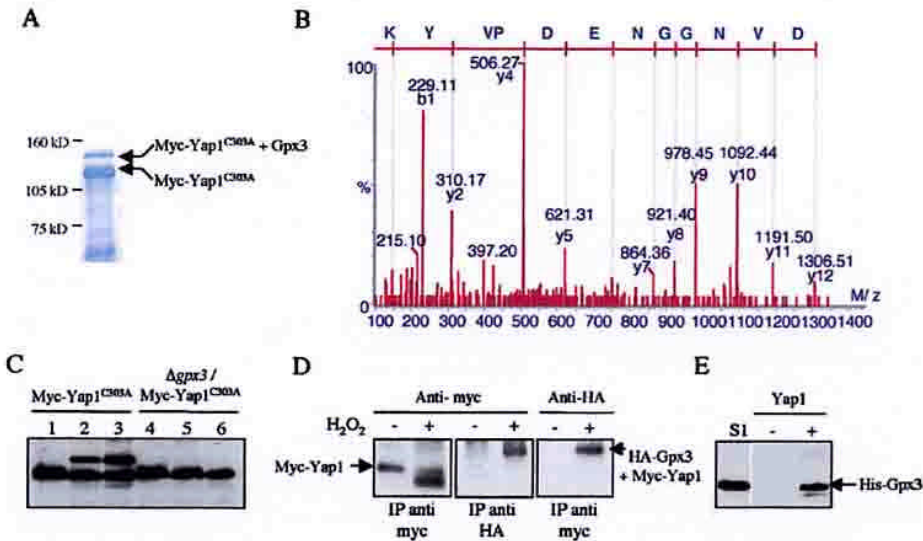 A
160 kD
105 kD
75 kD
Myc-Yap1C303A + Gpx3
Myc-Yap1C303A
B
K Y VP D E N G G N V D
100
%
0
506.27
y4
229.11
b1
310.17
y2
215.10
397.20
621.31
y5
864.36
y7
921.40
y8
978.45
y9
1092.44
y10
1191.50
y11
1306.51
y12
M/z
100 200 300 400 500 600 700 800 900 1000 1100 1200 1300 1400
C
Myc-Yap1C303A
Δgpx3 /
Myc-Yap1C303A
1 2 3 4 5 6
D
Anti- myc
Anti-HA
H2O2 - + - + - +
Myc-Yap1
HA-Gpx3
+ Myc-Yap1
IP anti
myc
IP anti
HA
IP anti
myc
E
Yap1
S1 - +
His-Gpx3